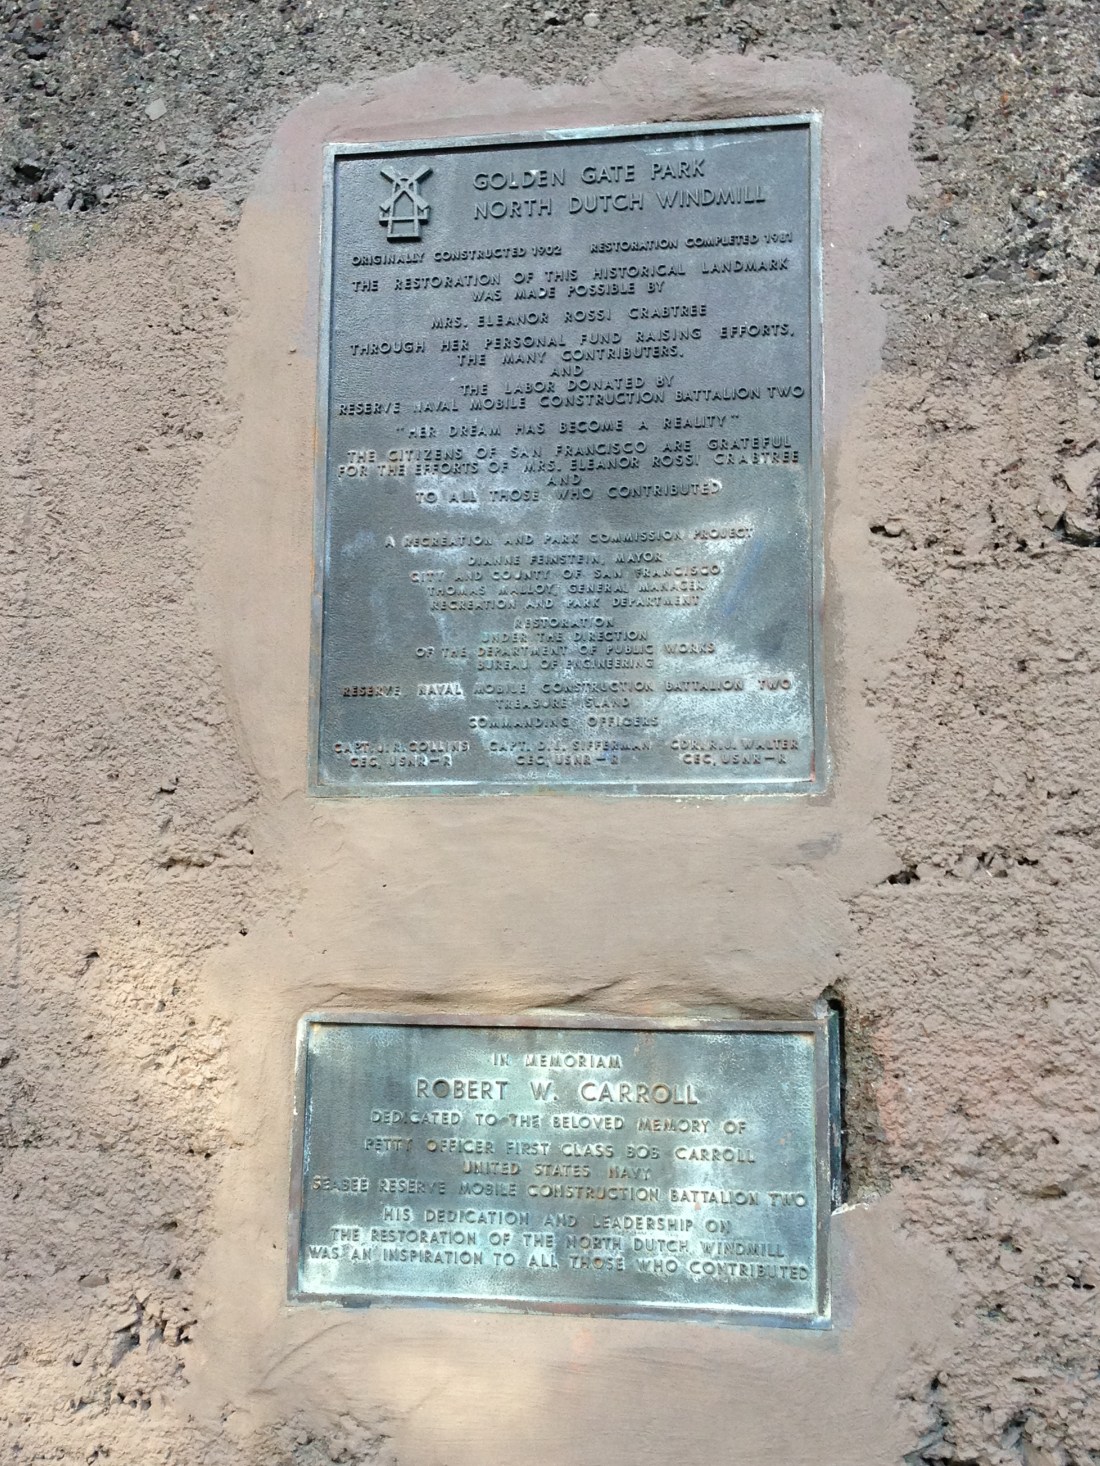 GOLDEN GATE PARK
NORTH DUTCH WINDMILL
ORIGINALLY CONSTRUCTED 1902 RESTORATION COMPLETED 1981
THE RESTORATION OF THIS HISTORICAL LANDMARK
WAS MADE POSSIBLE BY
MRS. ELEANOR ROSSI CRABTREE
THROUGH HER PERSONAL FUND RAISING EFFORTS,
THE MANY CONTRIBUTERS,
AND
THE LABOR DONATED BY
RESERVE NAVAL MOBILE CONSTRUCTION BATTALION TWO
"HER DREAM HAS BECOME A REALITY"
THE CITIZENS OF SAN FRANCISCO ARE GRATEFUL
FOR THE EFFORTS OF MRS. ELEANOR ROSSI CRABTREE
AND
TO ALL THOSE WHO CONTRIBUTED
A RECREATION AND PARK COMMISSION PROJECT
DIANNE FEINSTEIN, MAYOR
CITY AND COUNTY OF SAN FRANCISCO
THOMAS MALLOY, GENERAL MANAGER
RECREATION AND PARK DEPARTMENT
RESTORATION
UNDER THE DIRECTION
OF THE DEPARTMENT OF PUBLIC WORKS
BUREAU OF ENGINEERING
RESERVE NAVAL MOBILE CONSTRUCTION BATTALION TWO
TREASURE ISLAND
COMMANDING OFFICERS
CAPT. J. R. COLLINS CAPT. D. J. SIFFERMAN CDR. R. J. WALTER
CEC, USNR-R CEC, USNR-R CEC, USNR-R
IN MEMORIAM
ROBERT W. CARROLL
DEDICATED TO THE BELOVED MEMORY OF
PETTY OFFICER FIRST CLASS BOB CARROLL
UNITED STATES NAVY
SEABEE RESERVE MOBILE CONSTRUCTION BATTALION TWO
HIS DEDICATION AND LEADERSHIP ON
THE RESTORATION OF THE NORTH DUTCH WINDMILL
WAS AN INSPIRATION TO ALL THOSE WHO CONTRIBUTED